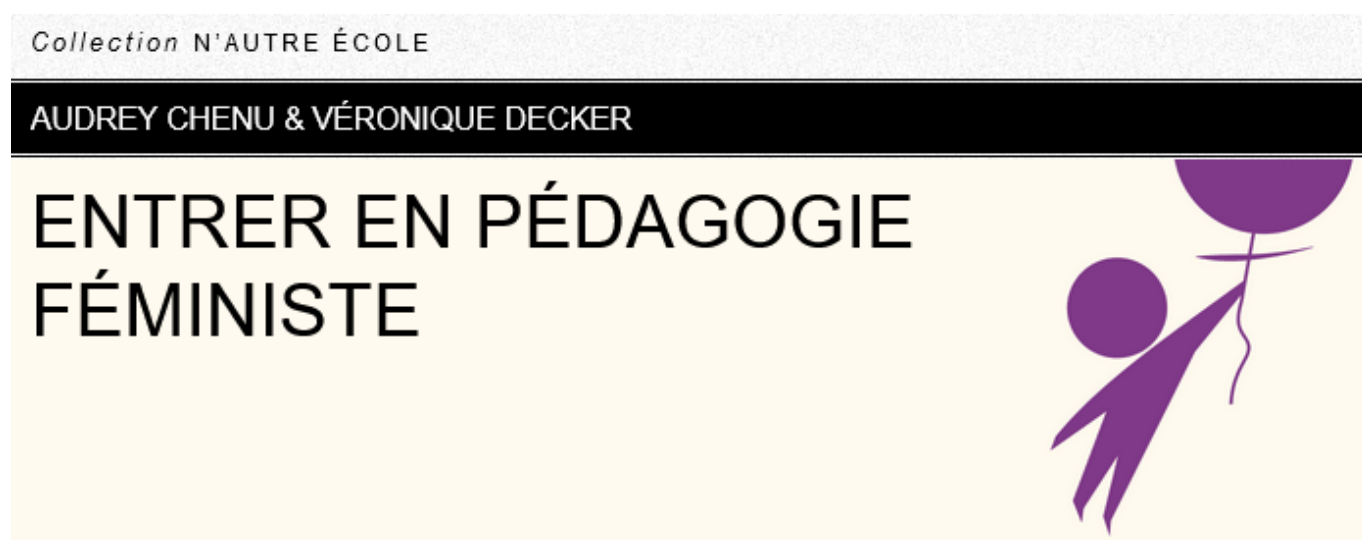 Collection N'AUTRE ÉCOLE
AUDREY CHENU & VÉRONIQUE DECKER
ENTRER EN PÉDAGOGIE
FÉMINISTE